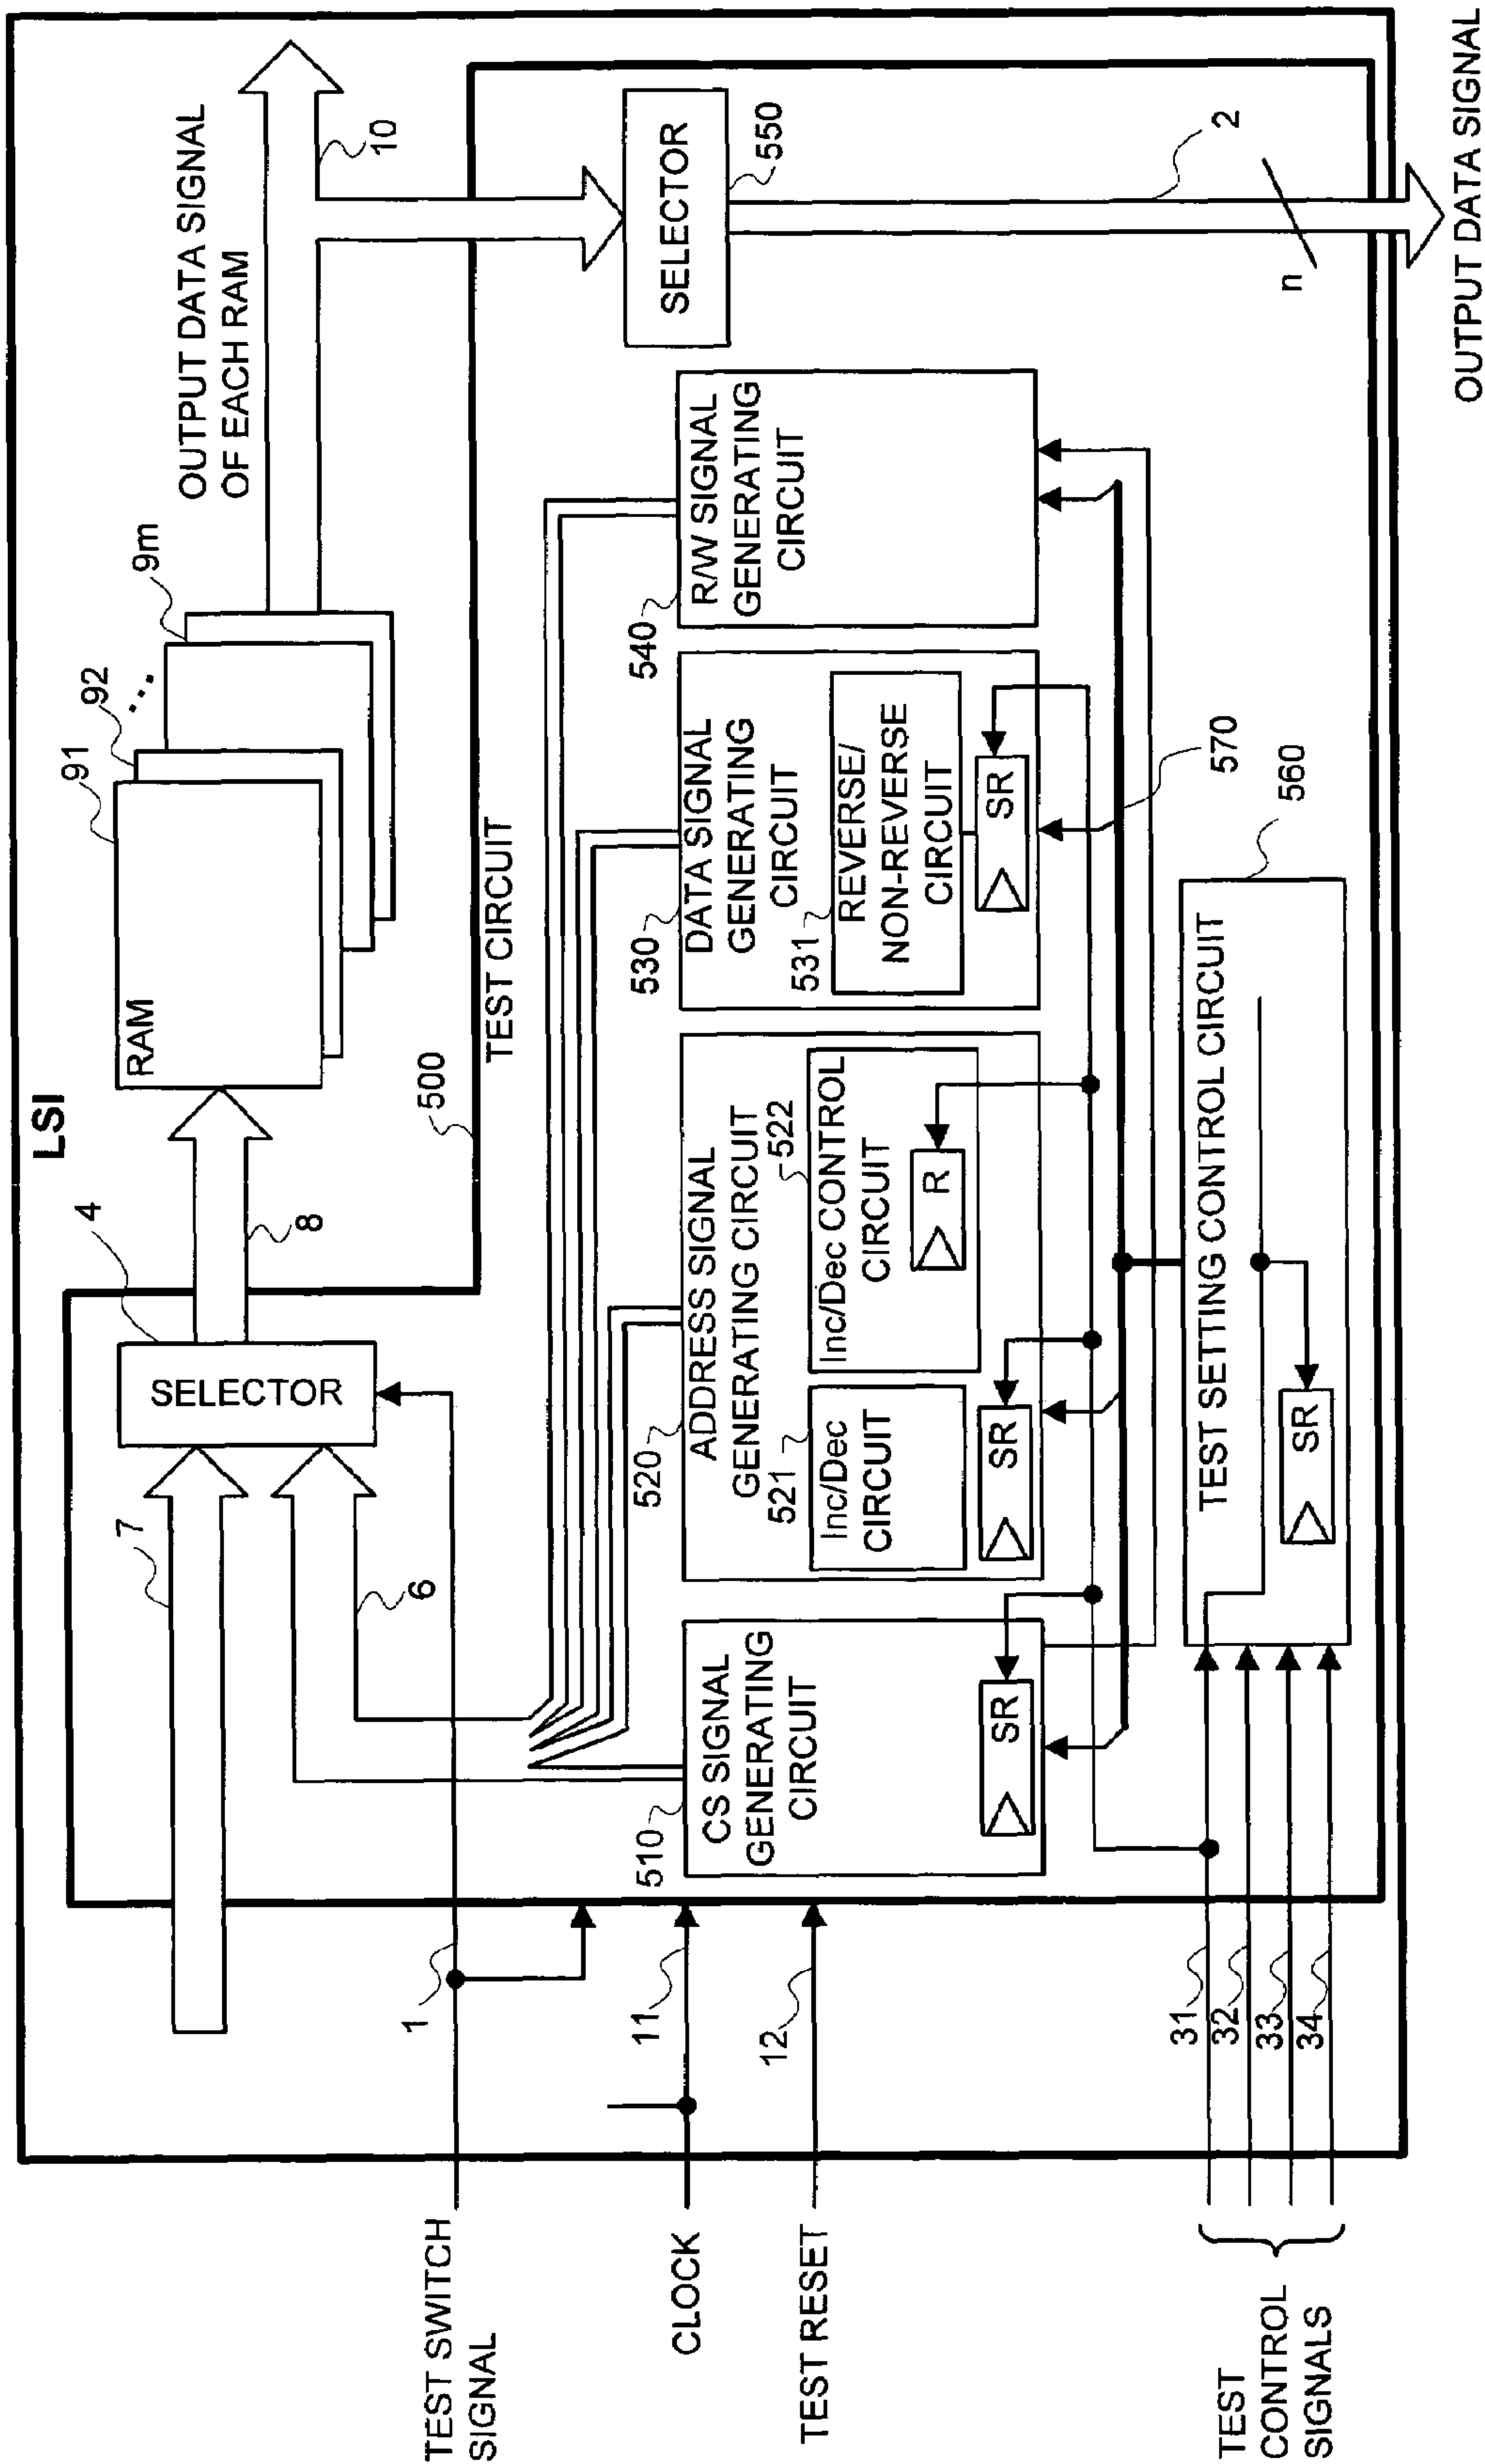 LSI
OUTPUT DATA SIGNAL
OF EACH RAM
10
9m
92
...
91
RAM
8
4
SELECTOR
7
6
1
TEST SWITCH
SIGNAL
500
TEST CIRCUIT
SELECTOR
550
2
n
OUTPUT DATA SIGNAL
CLOCK
11
TEST RESET
12
510
CS SIGNAL
GENERATING
CIRCUIT
SR
520
ADDRESS SIGNAL
GENERATING CIRCUIT
521
Inc/Dec
CIRCUIT
522
Inc/Dec CONTROL
CIRCUIT
R
SR
530
DATA SIGNAL
GENERATING
CIRCUIT
531
REVERSE/
NON-REVERSE
CIRCUIT
SR
540
R/W SIGNAL
GENERATING
CIRCUIT
570
560
TEST SETTING CONTROL CIRCUIT
SR
31
32
33
34
TEST
CONTROL
SIGNALS